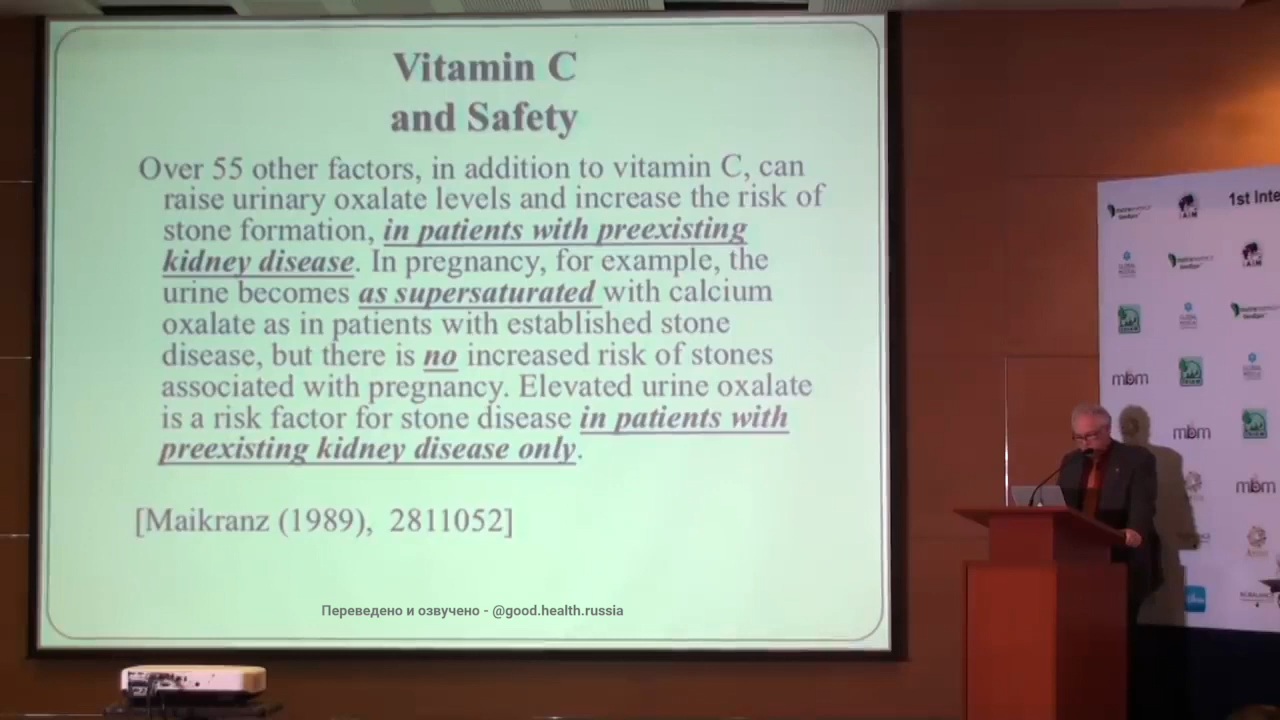 Vitamin C
and Safety
Over 55 other factors, in addition to vitamin C, can
raise urinary oxalate levels and increase the risk of
stone formation, in patients with preexisting
kidney disease. In pregnancy, for example, the
urine becomes as supersaturated with calcium
oxalate as in patients with established stone
disease, but there is no increased risk of stones
associated with pregnancy. Elevated urine oxalate
is a risk factor for stone disease in patients with
preexisting kidney disease only.
[Maikranz (1989), 2811052]
Переведено и озвучено - @good.health.russia
1st Inte
GLOBAL
MEDICAL
mbm
mbm
mbm